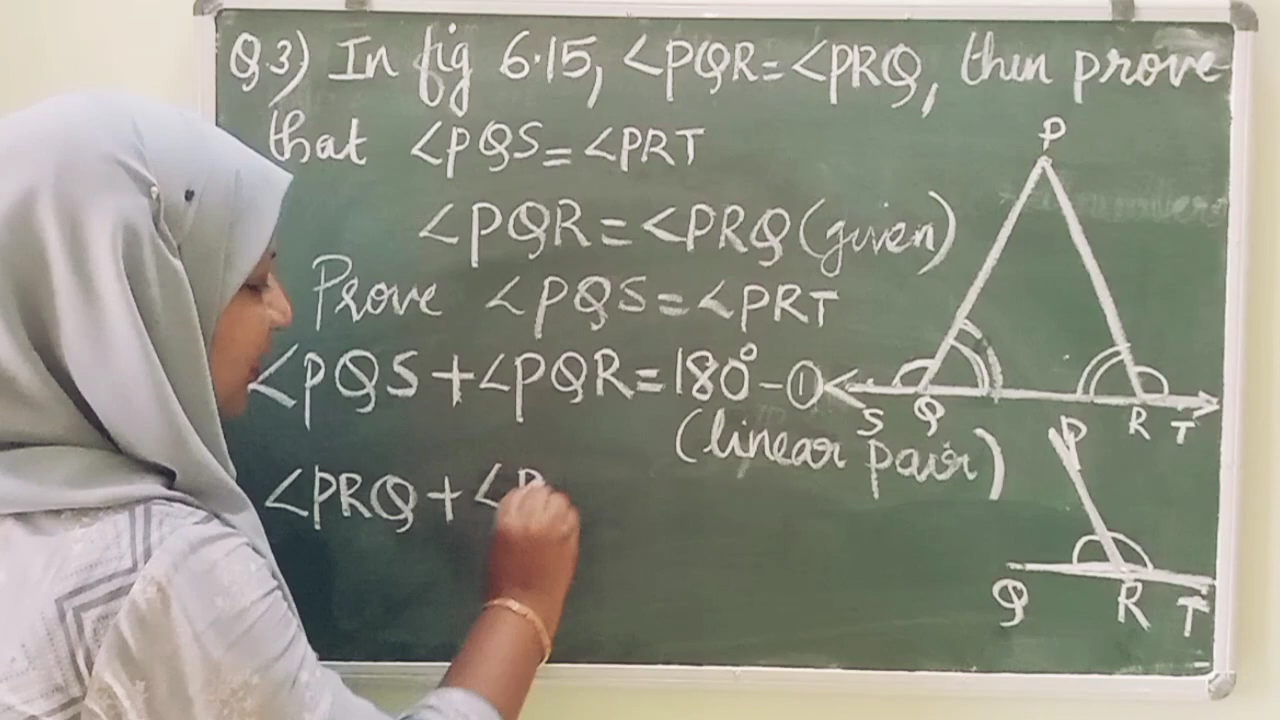 Q.3) In fig 6.15, ∠PQR = ∠PRQ, then prove
that ∠PQS = ∠PRT
∠PQR = ∠PRQ (given)
Prove ∠PQS = ∠PRT
∠PQS + ∠PQR = 180° - ①
(linear pair)
∠PRQ + ∠P
P
S Q R T
P
Q R T